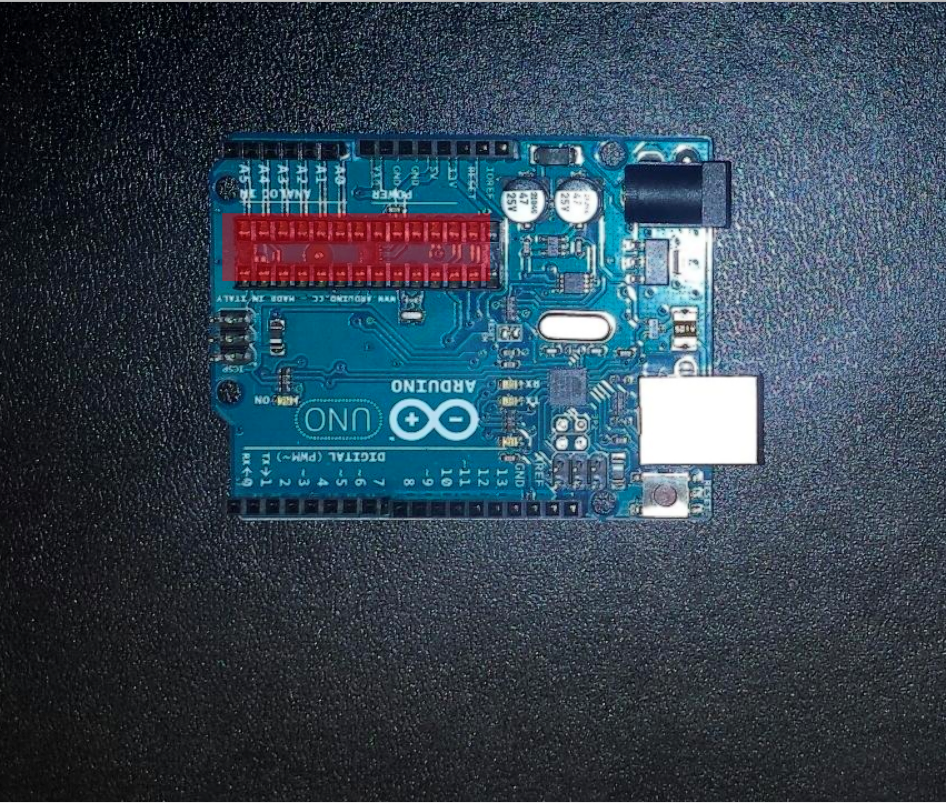 A5
A4
A3
A2
A1
A0
ANALOG IN
VIN
GND
GND
5V
RESET
IOREF
POWER
47
25V
47
25V
WWW.ARDUINO.CC - MADE IN ITALY
ICSP
ON
RX
TX
ARDUINO
UNO
DIGITAL (PWM~)
RX←0
TX→1
2
~3
4
~5
~6
7
8
~9
~10
~11
12
13
GND